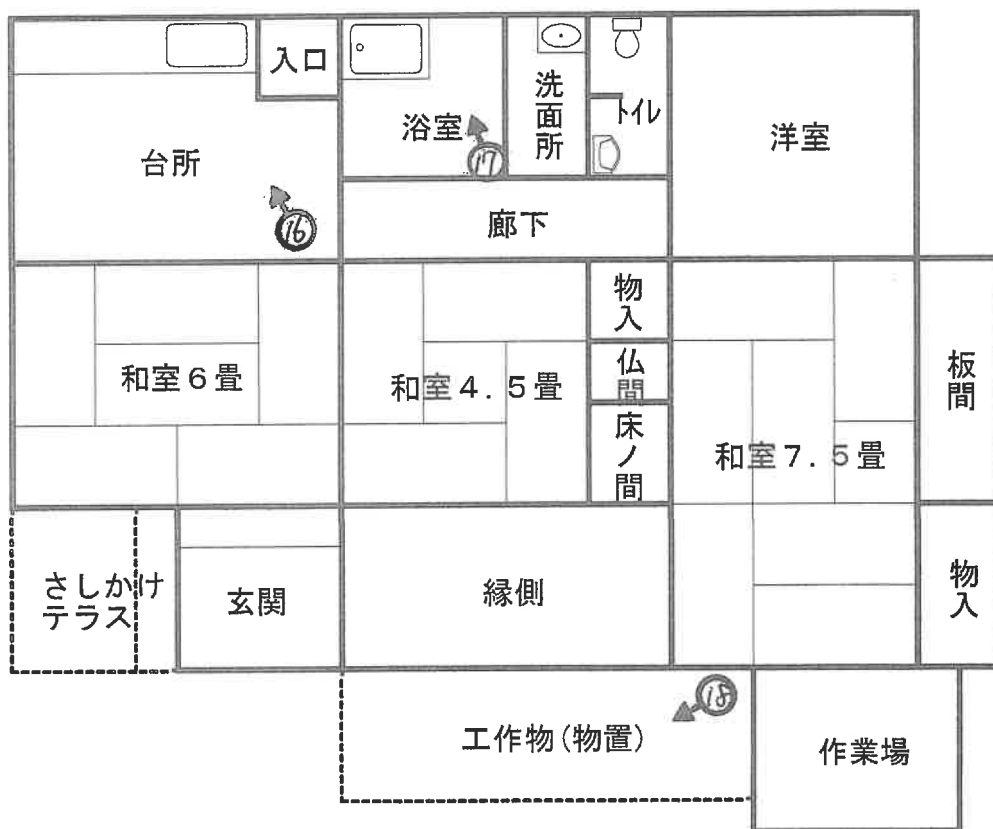 入口
浴室
洗面所
トイレ
洋室
台所
17
16
廊下
物入
仏間
和室6畳
和室4.5畳
床ノ間
和室7.5畳
板間
さしかけ
テラス
玄関
縁側
物入
18
工作物(物置)
作業場